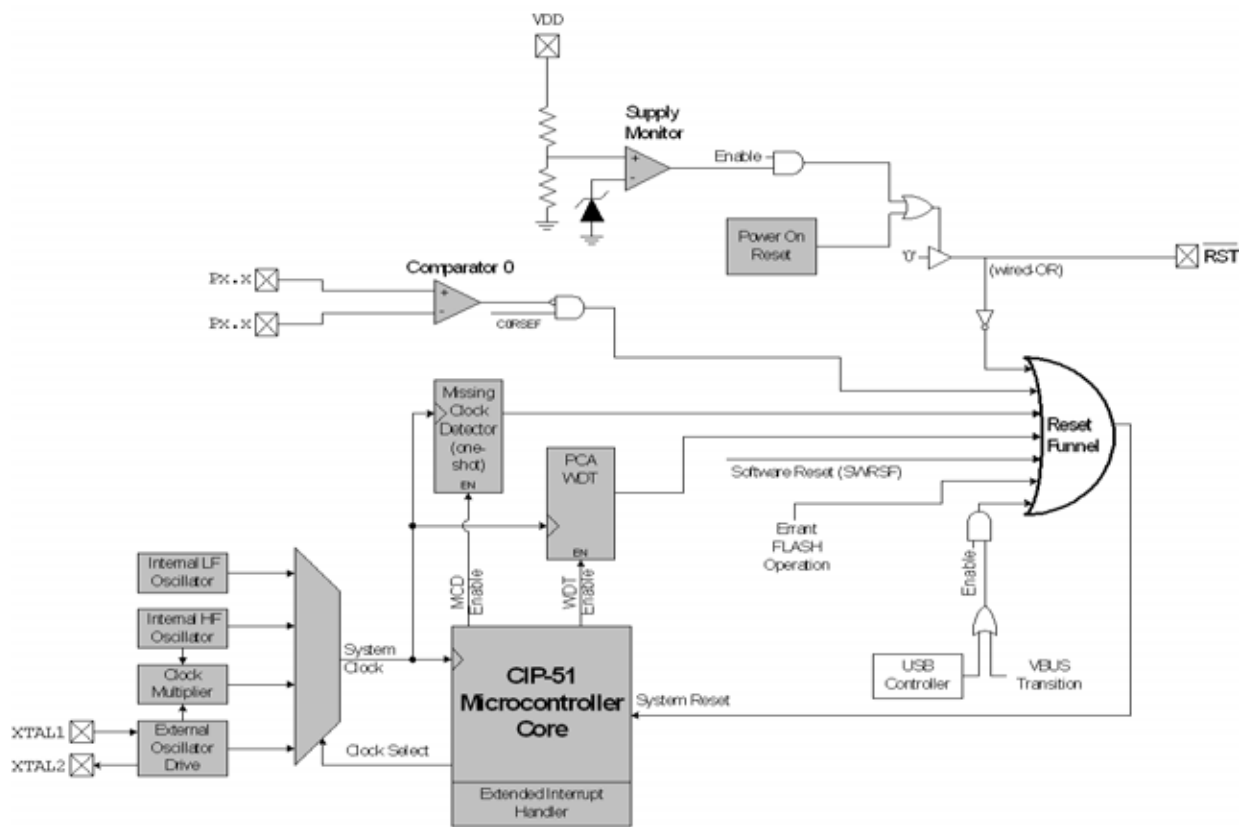 VDD
Supply
Monitor
+
-
Enable
Power On
Reset
'0'
(wired-OR)
RST
Px.x
Comparator 0
+
-
Px.x
C0RSEF
Missing
Clock
Detector
(one-
shot)
EN
PCA
WDT
EN
Reset
Funnel
Software Reset (SWRSF)
Errant
FLASH
Operation
Enable
Internal LF
Oscillator
Internal HF
Oscillator
Clock
Multiplier
XTAL1
XTAL2
External
Oscillator
Drive
System
Clock
Clock Select
MCD
Enable
WDT
Enable
CIP-51
Microcontroller
Core
Extended Interrupt
Handler
System Reset
USB
Controller
VBUS
Transition